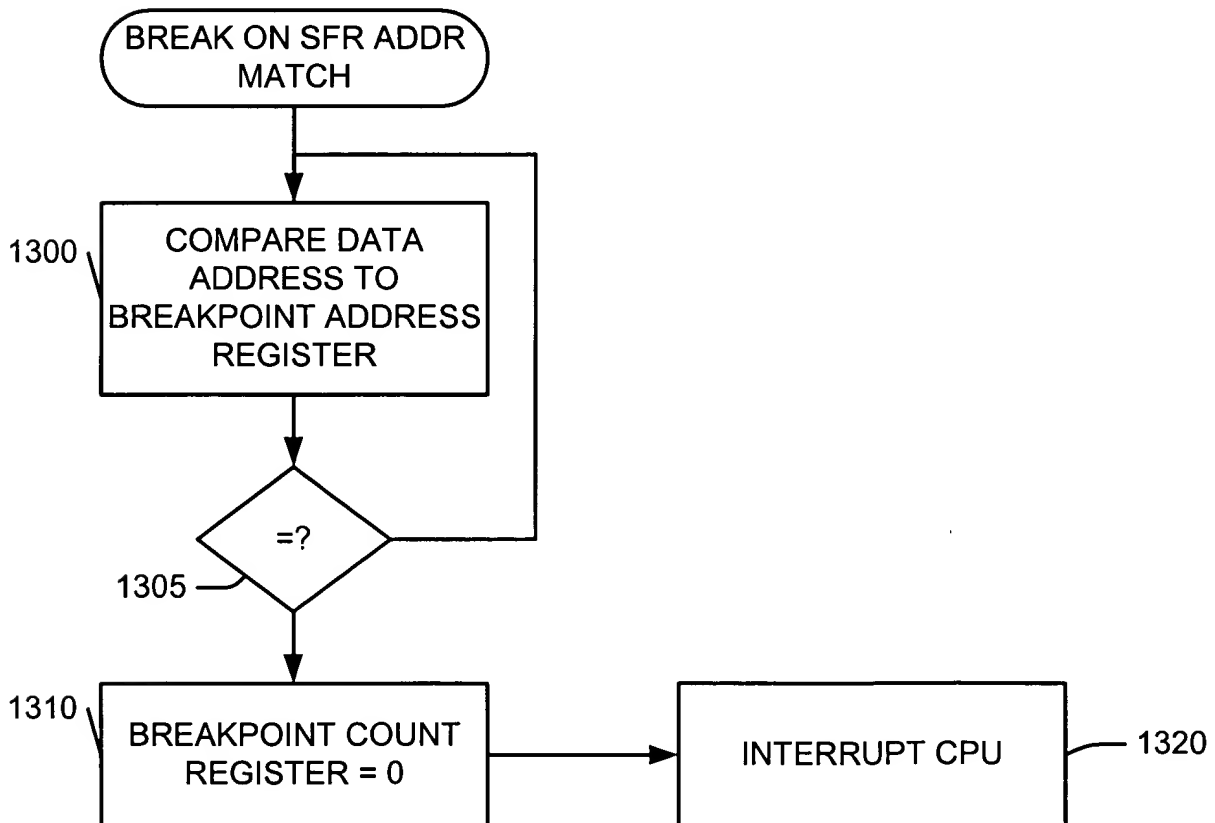 BREAK ON SFR ADDR
MATCH
1300
COMPARE DATA
ADDRESS TO
BREAKPOINT ADDRESS
REGISTER
=?
1305
1310
BREAKPOINT COUNT
REGISTER = 0
INTERRUPT CPU
1320